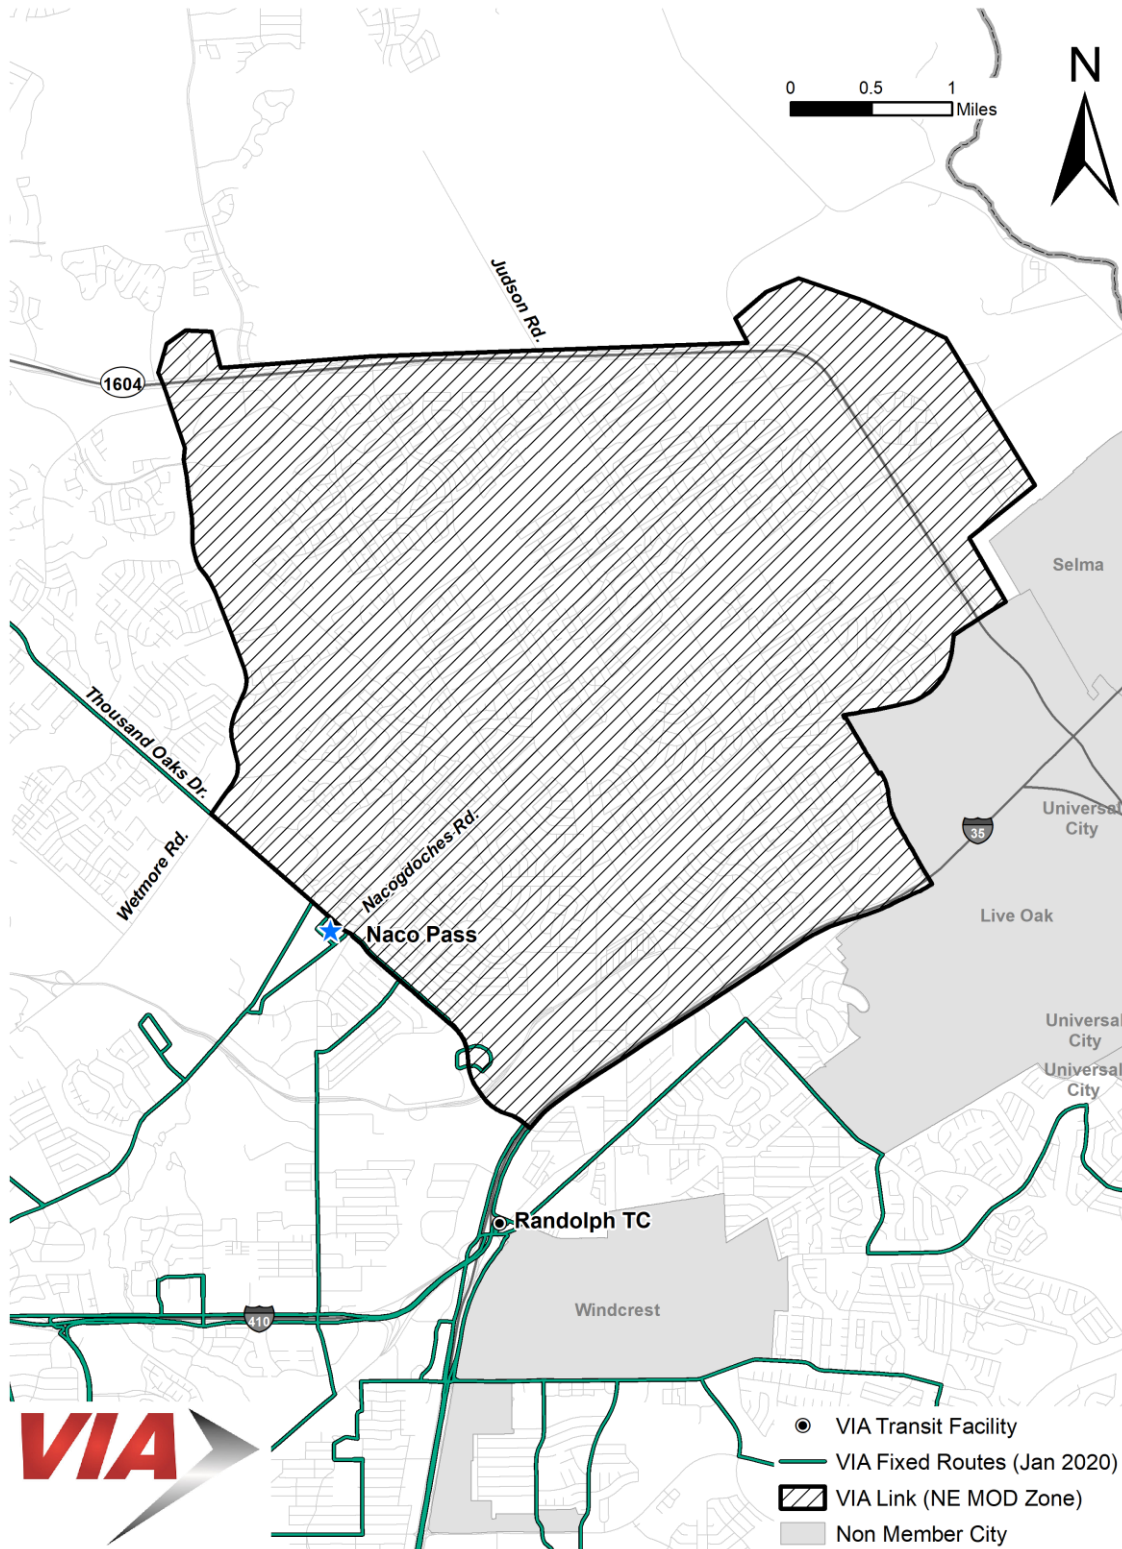 0 0.5 1
Miles
N
Judson Rd.
1604
Selma
Thousand Oaks Dr.
Universal
City
35
Wetmore Rd.
Nacogdoches Rd.
Live Oak
Naco Pass
Universal
City
Universal
City
Randolph TC
Windcrest
410
VIA
VIA Transit Facility
VIA Fixed Routes (Jan 2020)
VIA Link (NE MOD Zone)
Non Member City